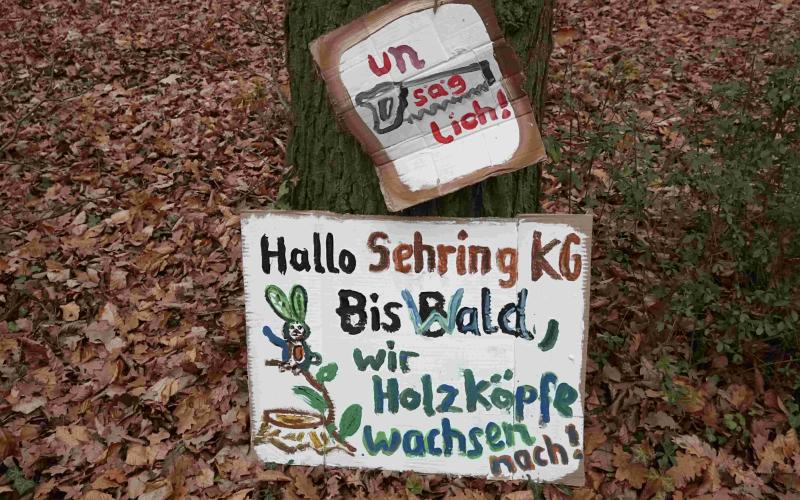 un
säg
lich!
Hallo Sehring KG
Bis Wald,
wir
Holzköpfe
wachsen
nach!